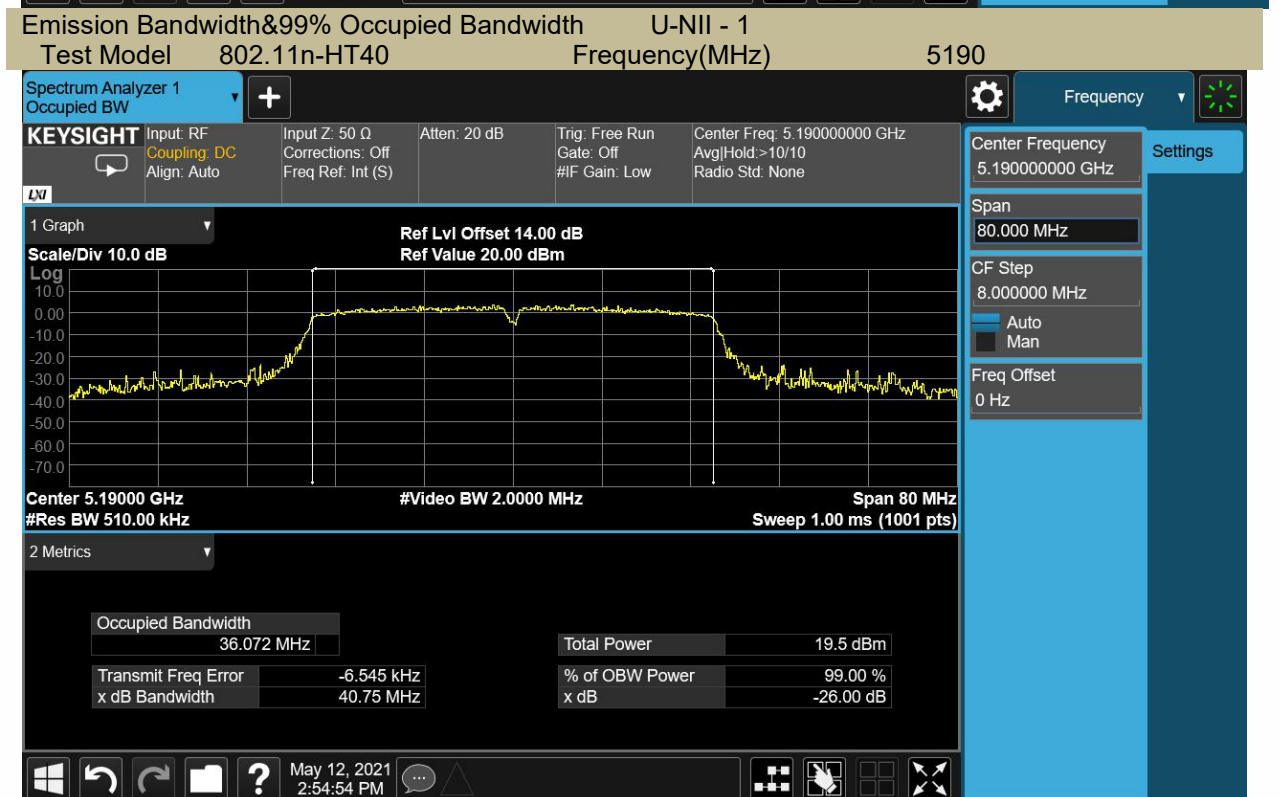 Emission Bandwidth&99% Occupied Bandwidth U-NII - 1
Test Model 802.11n-HT40 Frequency(MHz) 5190
Spectrum Analyzer 1
Occupied BW
Frequency
KEYSIGHT
LXI
Input: RF
Coupling: DC
Align: Auto
Input Z: 50 Ω
Corrections: Off
Freq Ref: Int (S)
Atten: 20 dB
Trig: Free Run
Gate: Off
#IF Gain: Low
Center Freq: 5.190000000 GHz
Avg|Hold:>10/10
Radio Std: None
Center Frequency
5.190000000 GHz
Settings
Span
80.000 MHz
CF Step
8.000000 MHz
Auto
Man
Freq Offset
0 Hz
1 Graph
Scale/Div 10.0 dB
Ref Lvl Offset 14.00 dB
Ref Value 20.00 dBm
Log
10.0
0.00
-10.0
-20.0
-30.0
-40.0
-50.0
-60.0
-70.0
Center 5.19000 GHz #Video BW 2.0000 MHz Span 80 MHz
#Res BW 510.00 kHz Sweep 1.00 ms (1001 pts)
2 Metrics
Occupied Bandwidth
36.072 MHz
Total Power 19.5 dBm
Transmit Freq Error -6.545 kHz % of OBW Power 99.00 %
x dB Bandwidth 40.75 MHz x dB -26.00 dB
?
May 12, 2021
2:54:54 PM